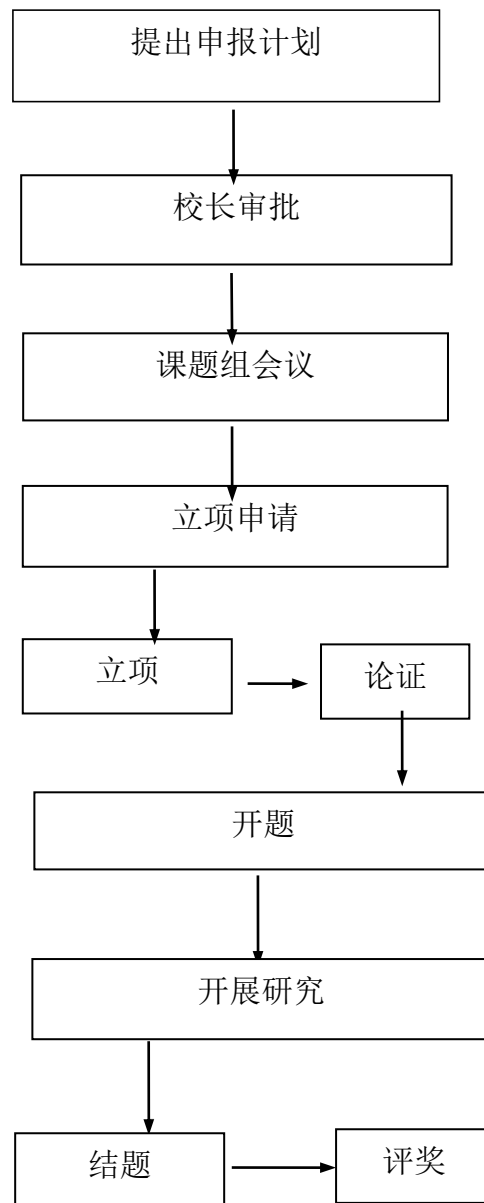 提出申报计划
校长审批
课题组会议
立项申请
立项
论证
开题
开展研究
结题
评奖